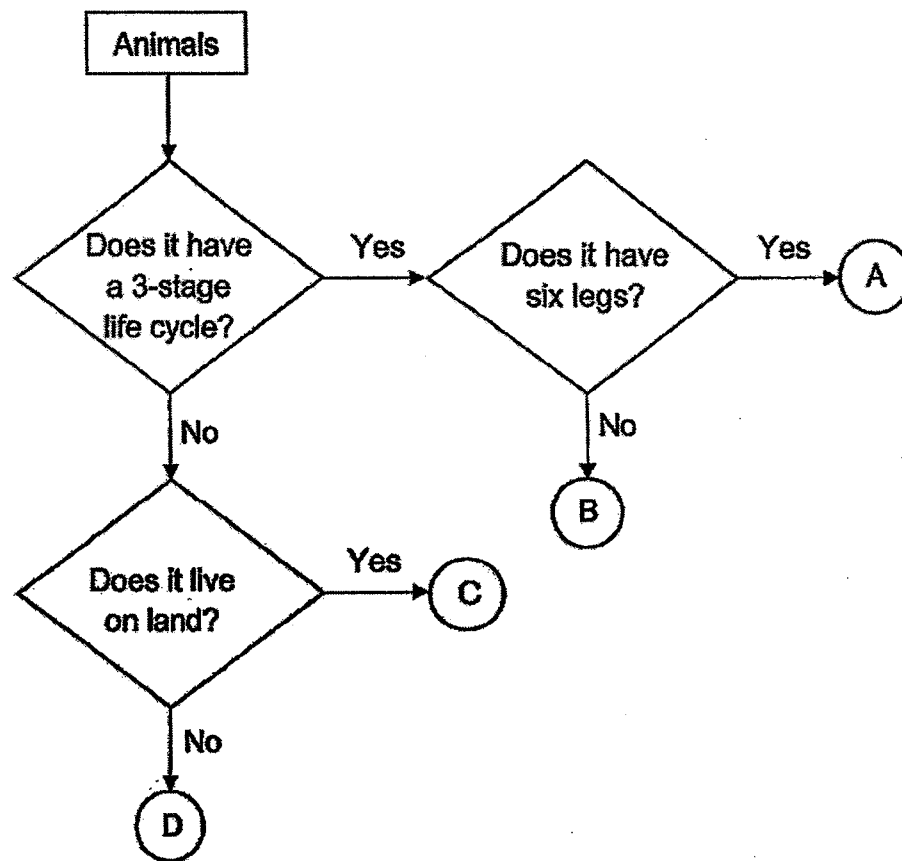 Animals
Does it have
a 3-stage
life cycle?
Yes
Does it have
six legs?
Yes
A
No
No
B
Does it live
on land?
Yes
C
No
D